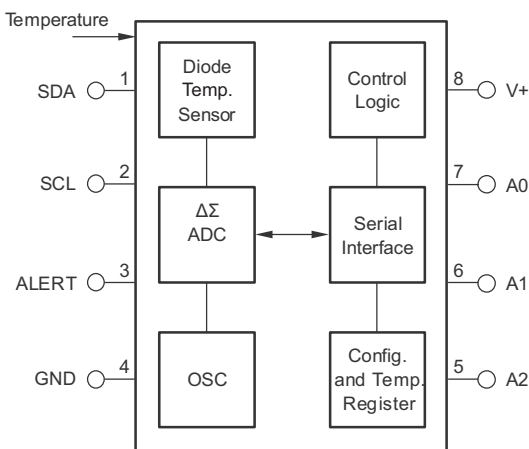 Temperature
SDA 1
Diode
Temp.
Sensor
Control
Logic
8 V+
SCL 2
ΔΣ
ADC
Serial
Interface
7 A0
ALERT 3
6 A1
GND 4
OSC
Config.
and Temp.
Register
5 A2